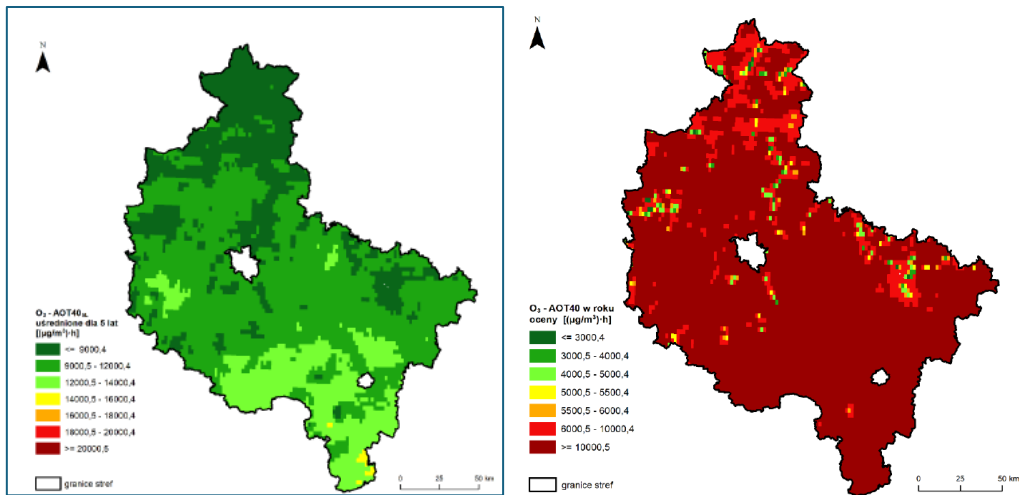 N
O₃ - AOT40₅L
uśrednione dla 5 lat
[(µg/m³)·h]
<= 9000,4
9000,5 - 12000,4
12000,5 - 14000,4
14000,5 - 16000,4
16000,5 - 18000,4
18000,5 - 20000,4
>= 20000,5
granice stref
0 25 50 km
N
O₃ - AOT40 w roku
oceny [(µg/m³)·h]
<= 3000,4
3000,5 - 4000,4
4000,5 - 5000,4
5000,5 - 5500,4
5500,5 - 6000,4
6000,5 - 10000,4
>= 10000,5
granice stref
0 25 50 km